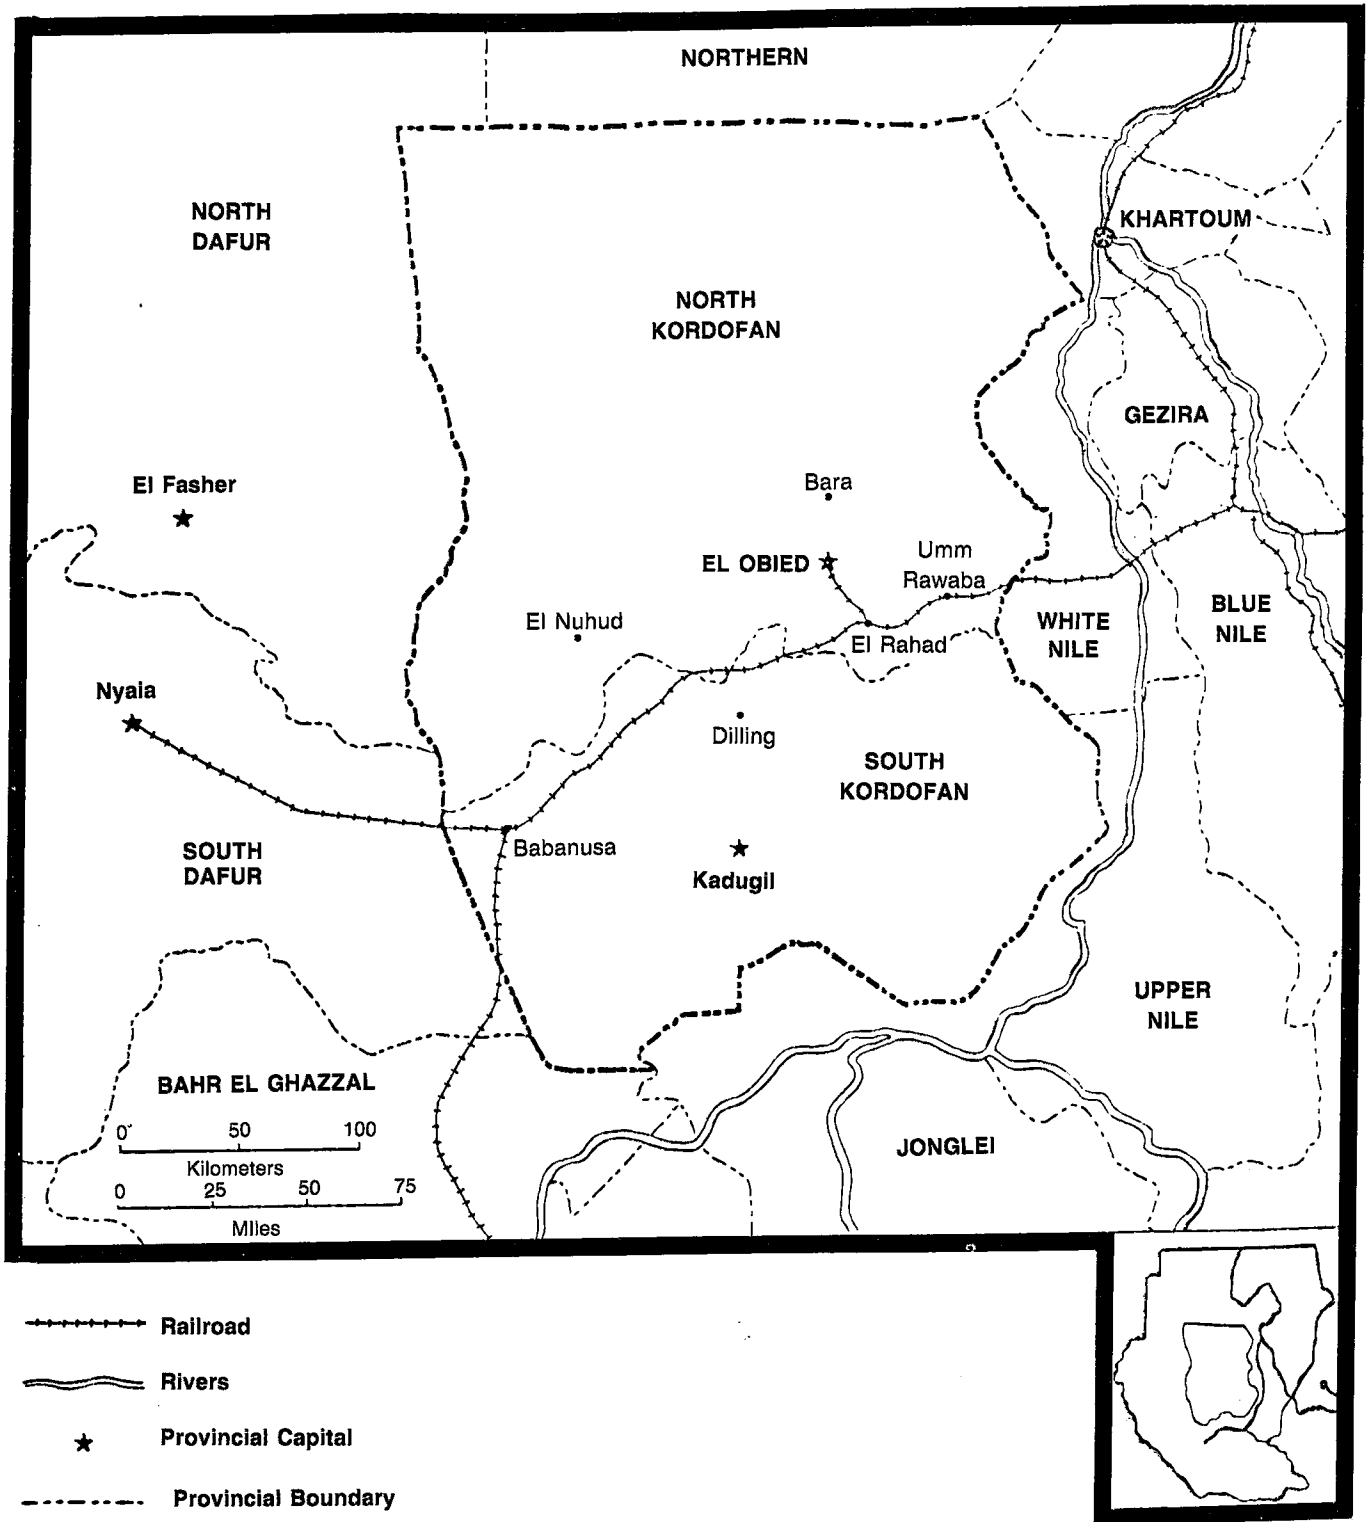 NORTHERN
NORTH
DAFUR
KHARTOUM
NORTH
KORDOFAN
GEZIRA
El Fasher
Bara
EL OBIED
Umm
Rawaba
El Nuhud
El Rahad
WHITE
NILE
BLUE
NILE
Nyaia
Dilling
SOUTH
KORDOFAN
Babanusa
SOUTH
DAFUR
Kadugil
UPPER
NILE
BAHR EL GHAZZAL
JONGLEI
0 50 100
Kilometers
0 25 50 75
Miles
Railroad
Rivers
Provincial Capital
Provincial Boundary